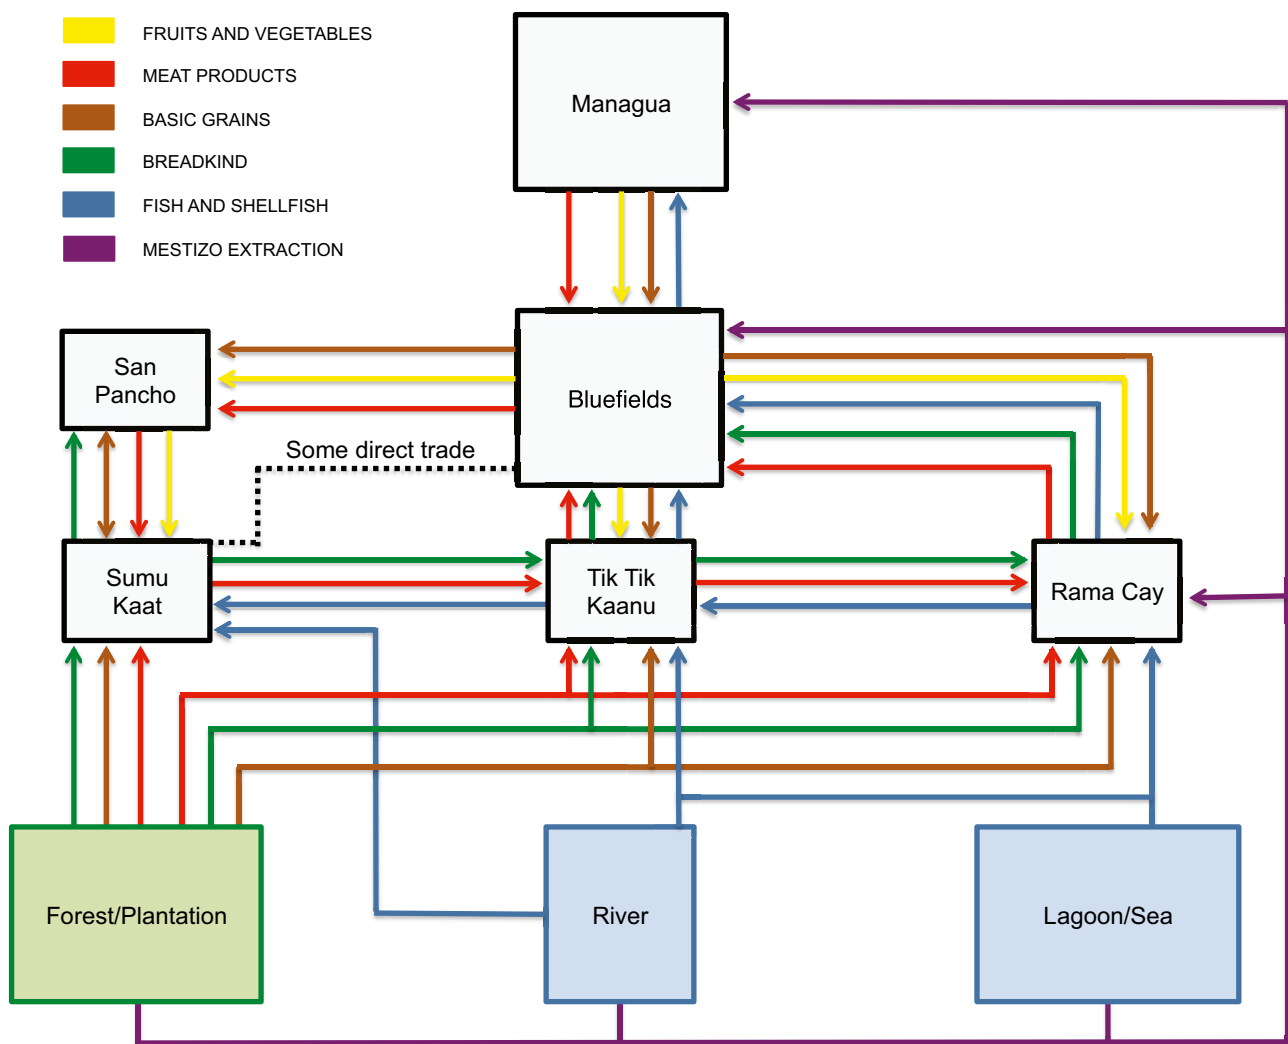 FRUITS AND VEGETABLES
MEAT PRODUCTS
BASIC GRAINS
BREADKIND
FISH AND SHELLFISH
MESTIZO EXTRACTION
Managua
San
Pancho
Bluefields
Some direct trade
Sumu
Kaat
Tik Tik
Kaanu
Rama Cay
Forest/Plantation
River
Lagoon/Sea